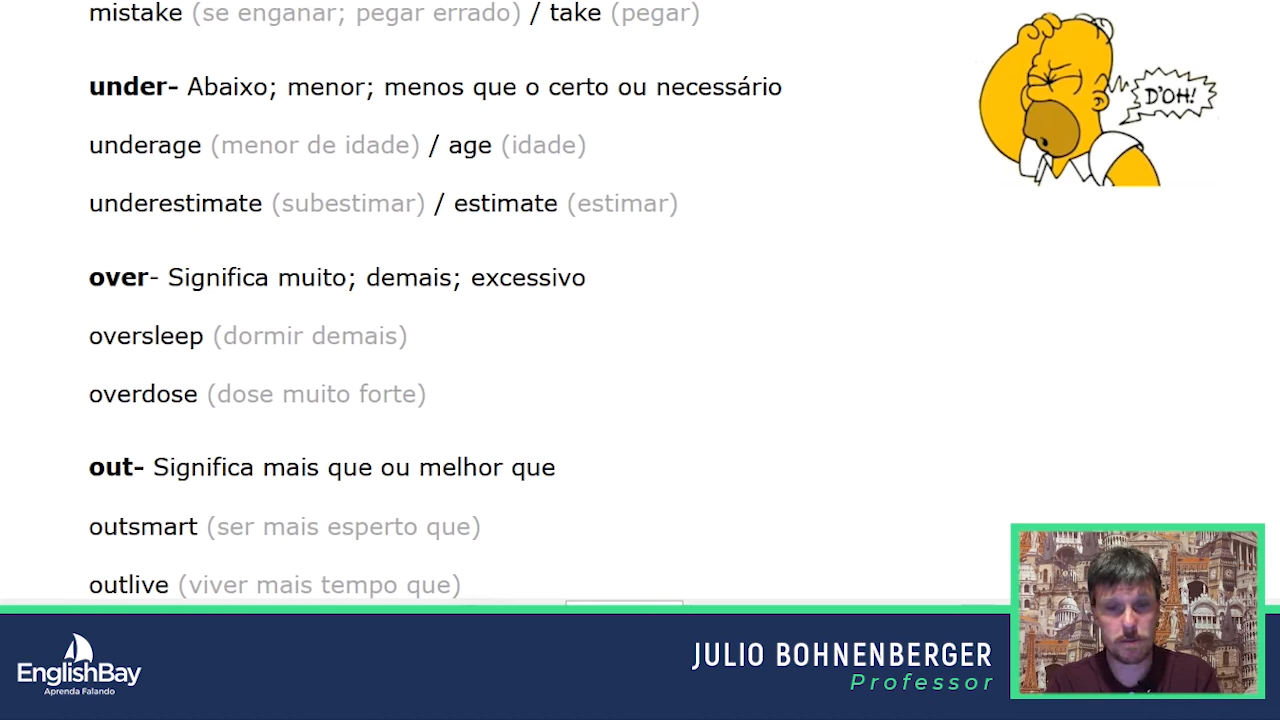 mistake (se enganar; pegar errado) / take (pegar)
under- Abaixo; menor; menos que o certo ou necessário
D'OH!
underage (menor de idade) / age (idade)
underestimate (subestimar) / estimate (estimar)
over- Significa muito; demais; excessivo
oversleep (dormir demais)
overdose (dose muito forte)
out- Significa mais que ou melhor que
outsmart (ser mais esperto que)
outlive (viver mais tempo que)
EnglishBay
Aprenda Falando
JULIO BOHNENBERGER
Professor